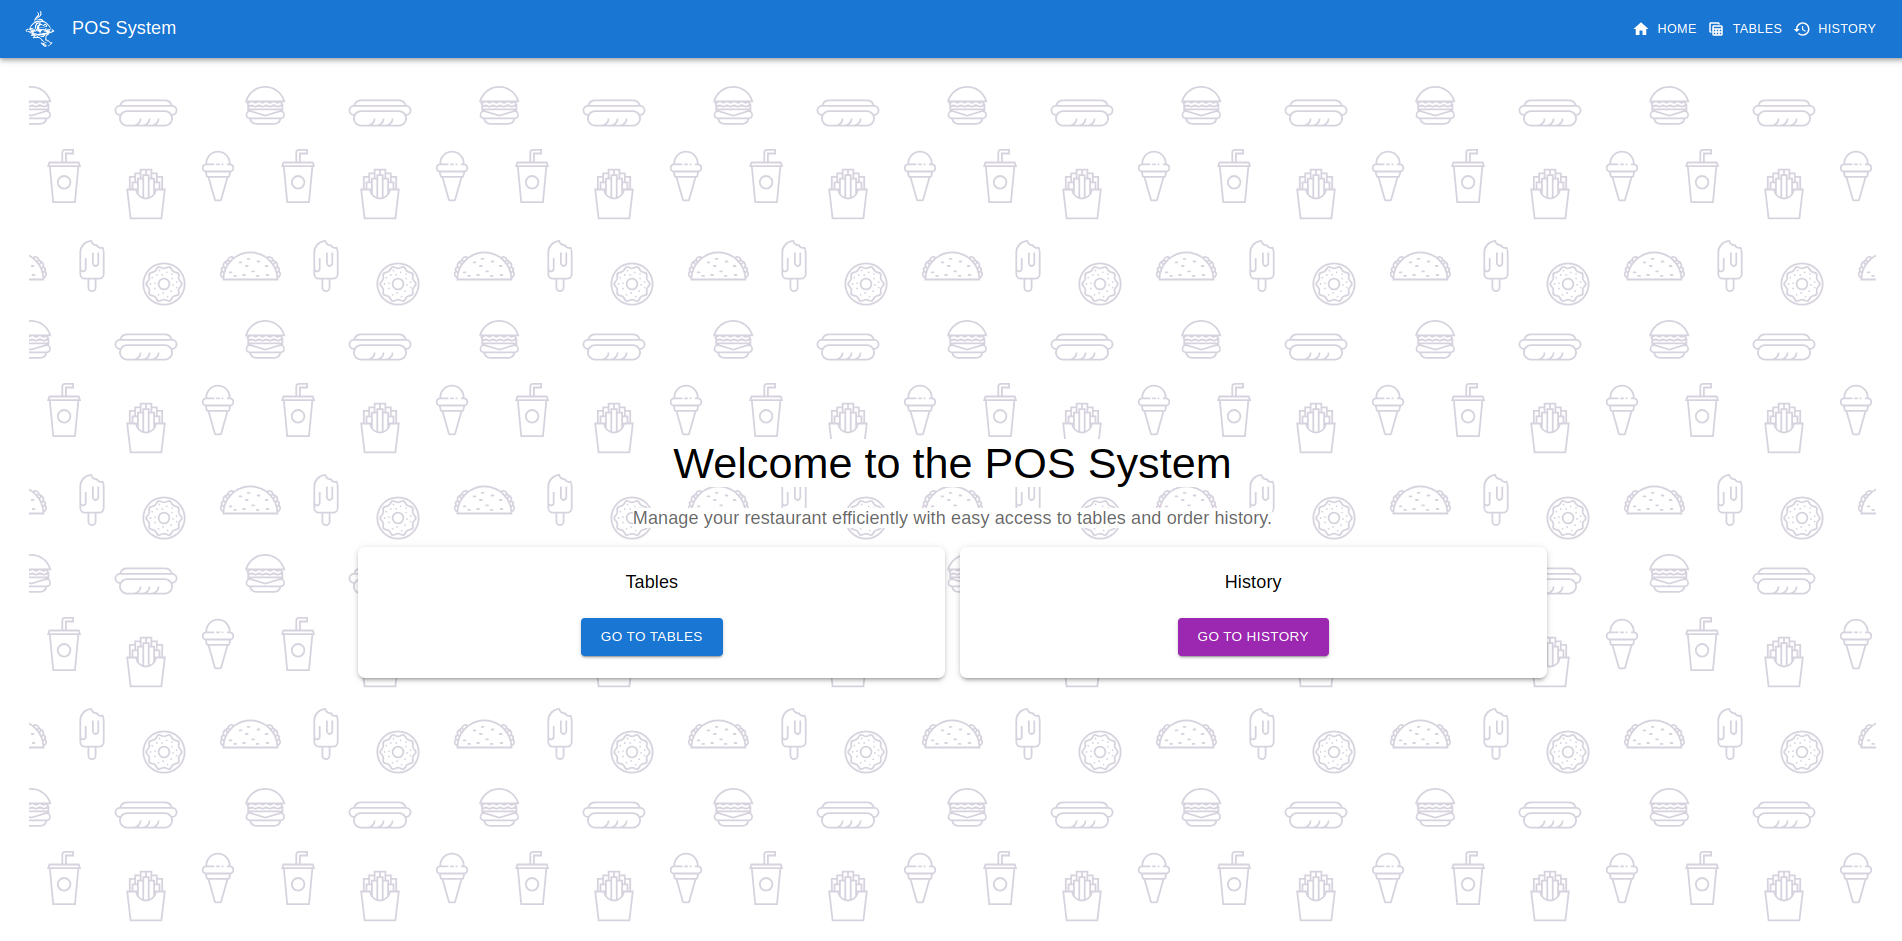 POS System
HOME TABLES HISTORY
Welcome to the POS System
Manage your restaurant efficiently with easy access to tables and order history.
Tables
GO TO TABLES
History
GO TO HISTORY